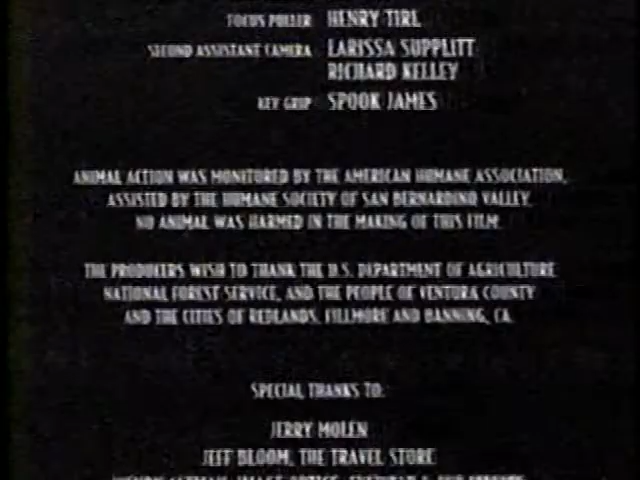 FOCUS PULLER HENRY TIRL
SECOND ASSISTANT CAMERA LARISSA SUPPLITT
RICHARD KELLEY
KEY GRIP SPOOK JAMES
ANIMAL ACTION WAS MONITORED BY THE AMERICAN HUMANE ASSOCIATION,
ASSISTED BY THE HUMANE SOCIETY OF SAN BERNARDINO VALLEY.
NO ANIMAL WAS HARMED IN THE MAKING OF THIS FILM.
THE PRODUCERS WISH TO THANK THE U.S. DEPARTMENT OF AGRICULTURE
NATIONAL FOREST SERVICE, AND THE PEOPLE OF VENTURA COUNTY
AND THE CITIES OF REDLANDS, FILLMORE AND BANNING, CA.
SPECIAL THANKS TO:
JERRY MOLEN
JEFF BLOOM, THE TRAVEL STORE